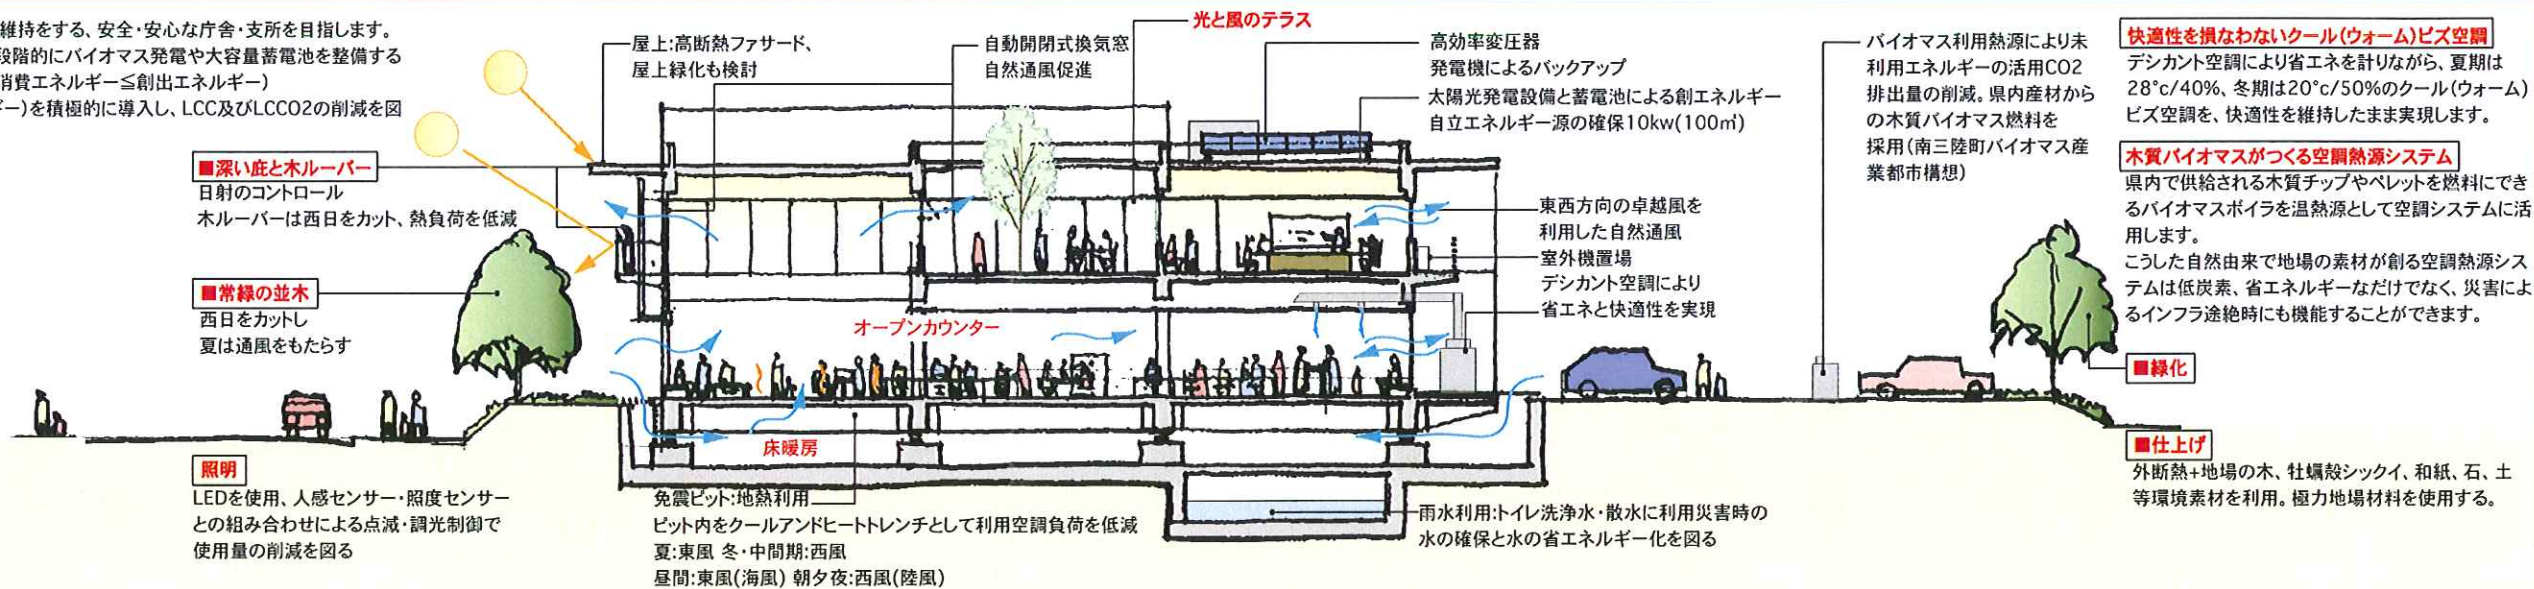 維持をする、安全・安心な庁舎・支所を目指します。
段階的にバイオマス発電や大容量蓄電池を整備する
消費エネルギー≦創出エネルギー)
ギー)を積極的に導入し、LCC及びLCCO2の削減を図
■深い庇と木ルーバー
日射のコントロール
木ルーバーは西日をカット、熱負荷を低減
■常緑の並木
西日をカットし
夏は通風をもたらす
照明
LEDを使用、人感センサー・照度センサー
との組み合わせによる点滅・調光制御で
使用量の削減を図る
屋上:高断熱ファサード、
屋上緑化も検討
自動開閉式換気窓
自然通風促進
光と風のテラス
高効率変圧器
発電機によるバックアップ
太陽光発電設備と蓄電池による創エネルギー
自立エネルギー源の確保10kw(100㎡)
オープンカウンター
床暖房
免震ピット:地熱利用
ピット内をクールアンドヒートトレンチとして利用空調負荷を低減
夏:東風 冬・中間期:西風
昼間:東風(海風) 朝夕夜:西風(陸風)
東西方向の卓越風を
利用した自然通風
室外機置場
デシカント空調により
省エネと快適性を実現
雨水利用:トイレ洗浄水・散水に利用災害時の
水の確保と水の省エネルギー化を図る
バイオマス利用熱源により未
利用エネルギーの活用CO2
排出量の削減。県内産材から
の木質バイオマス燃料を
採用(南三陸町バイオマス産
業都市構想)
快適性を損なわないクール(ウォーム)ビズ空調
デシカント空調により省エネを計りながら、夏期は
28°c/40%、冬期は20°c/50%のクール(ウォーム)
ビズ空調を、快適性を維持したまま実現します。
木質バイオマスがつくる空調熱源システム
県内で供給される木質チップやペレットを燃料にでき
るバイオマスボイラを温熱源として空調システムに活
用します。
こうした自然由来で地場の素材が創る空調熱源シス
テムは低炭素、省エネルギーなだけでなく、災害によ
るインフラ途絶時にも機能することができます。
■緑化
■仕上げ
外断熱+地場の木、牡蠣殻シックイ、和紙、石、土
等環境素材を利用。極力地場材料を使用する。